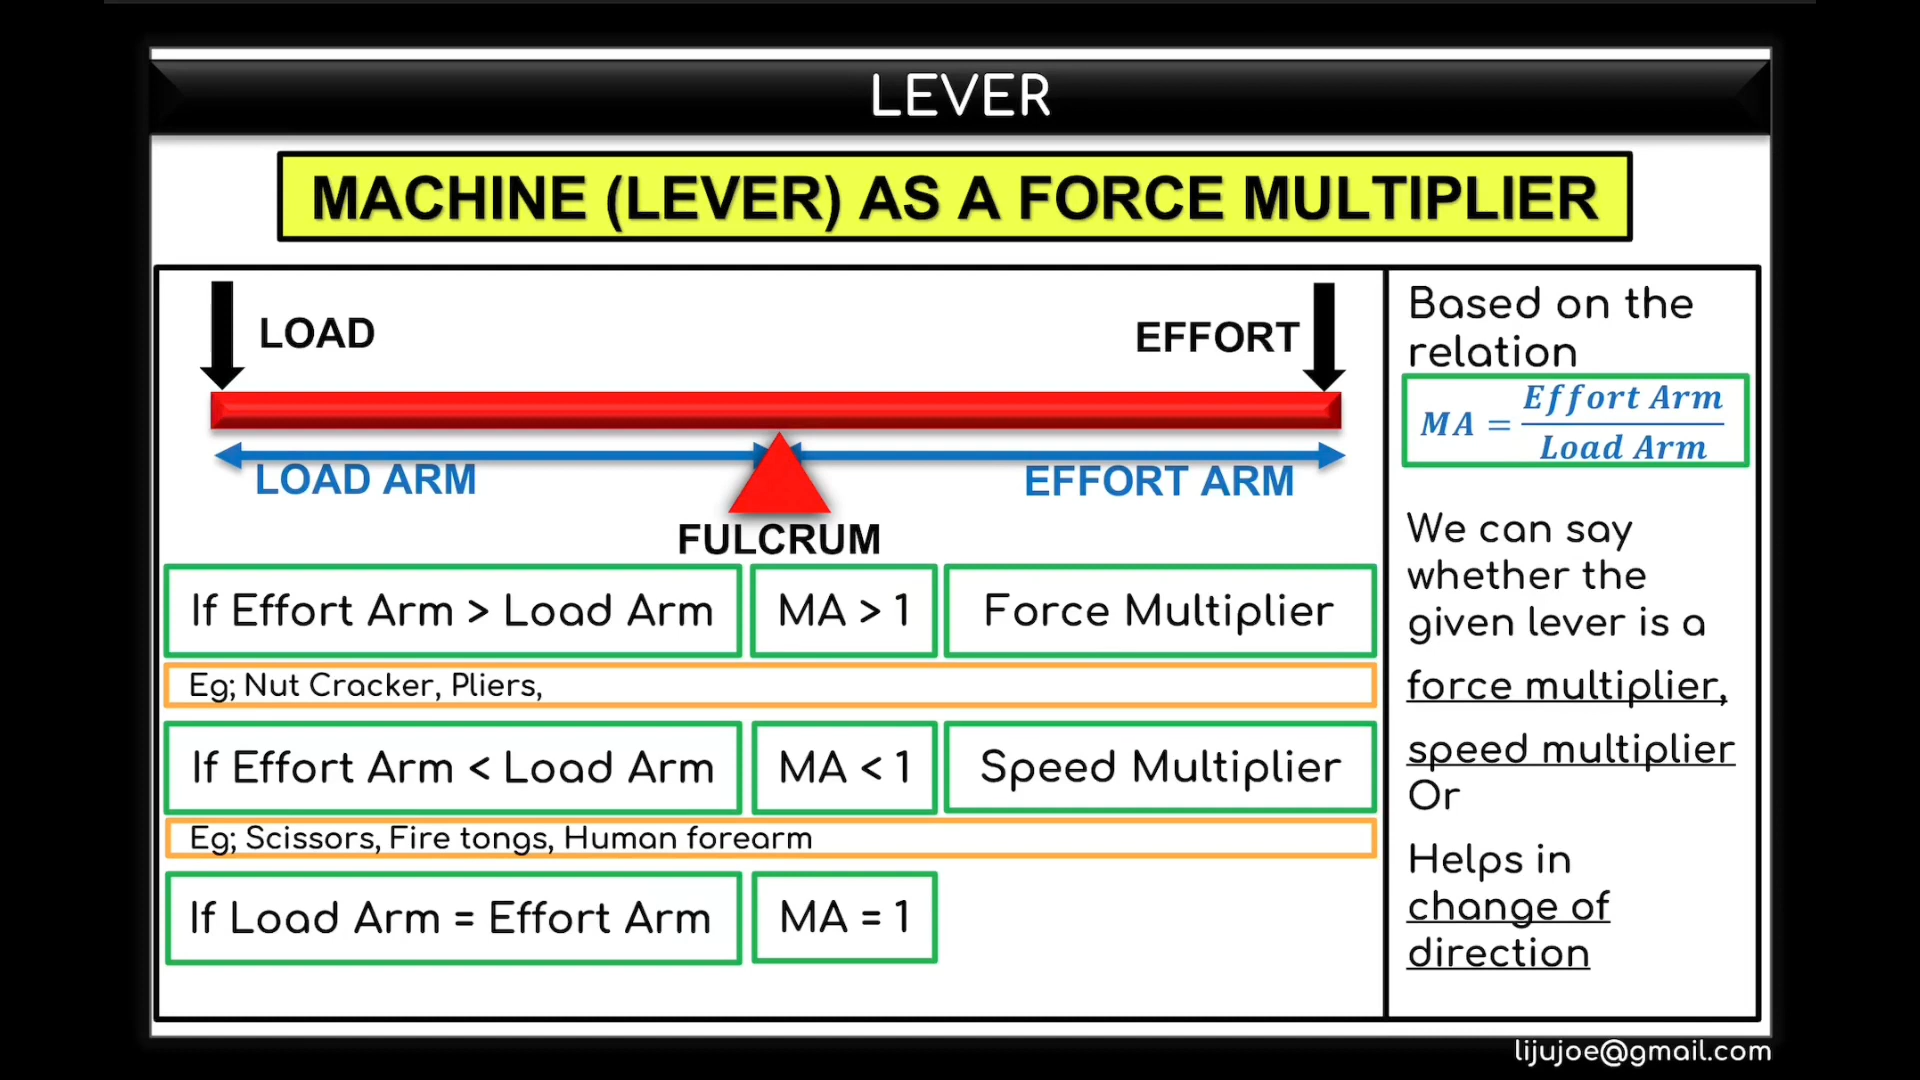 LEVER
MACHINE (LEVER) AS A FORCE MULTIPLIER
LOAD
EFFORT
LOAD ARM
EFFORT ARM
FULCRUM
If Effort Arm > Load Arm
MA > 1
Force Multiplier
Eg; Nut Cracker, Pliers,
If Effort Arm < Load Arm
MA < 1
Speed Multiplier
Eg; Scissors, Fire tongs, Human forearm
If Load Arm = Effort Arm
MA = 1
Based on the
relation
MA = Effort Arm / Load Arm
We can say
whether the
given lever is a
force multiplier,
speed multiplier
Or
Helps in
change of
direction
lijujoe@gmail.com